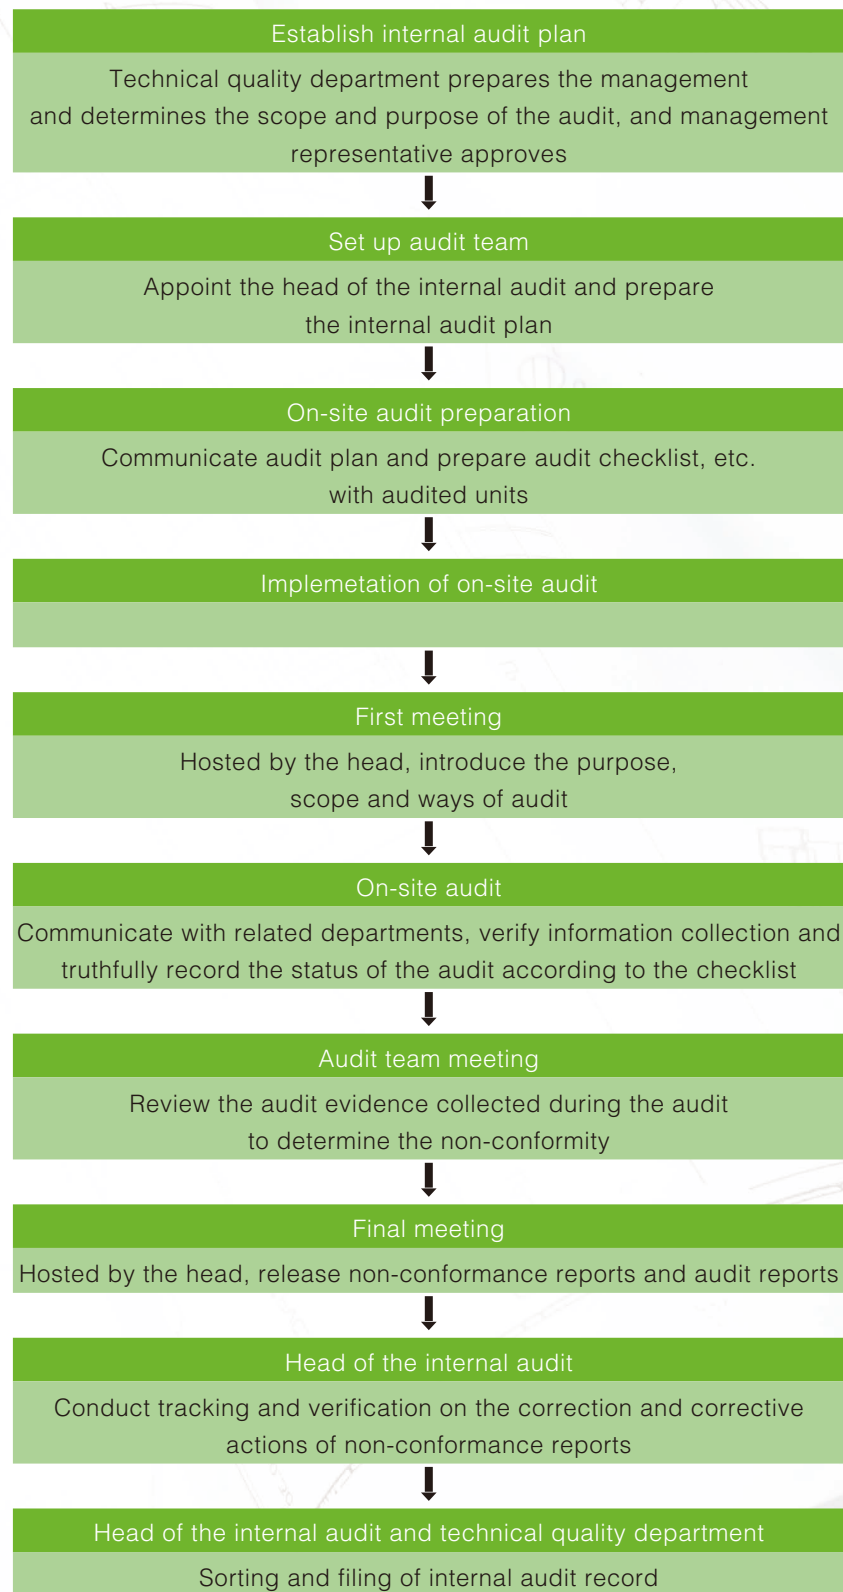 Establish internal audit plan
Technical quality department prepares the management
and determines the scope and purpose of the audit, and management
representative approves
Set up audit team
Appoint the head of the internal audit and prepare
the internal audit plan
On-site audit preparation
Communicate audit plan and prepare audit checklist, etc.
with audited units
Implemetation of on-site audit
First meeting
Hosted by the head, introduce the purpose,
scope and ways of audit
On-site audit
Communicate with related departments, verify information collection and
truthfully record the status of the audit according to the checklist
Audit team meeting
Review the audit evidence collected during the audit
to determine the non-conformity
Final meeting
Hosted by the head, release non-conformance reports and audit reports
Head of the internal audit
Conduct tracking and verification on the correction and corrective
actions of non-conformance reports
Head of the internal audit and technical quality department
Sorting and filing of internal audit record